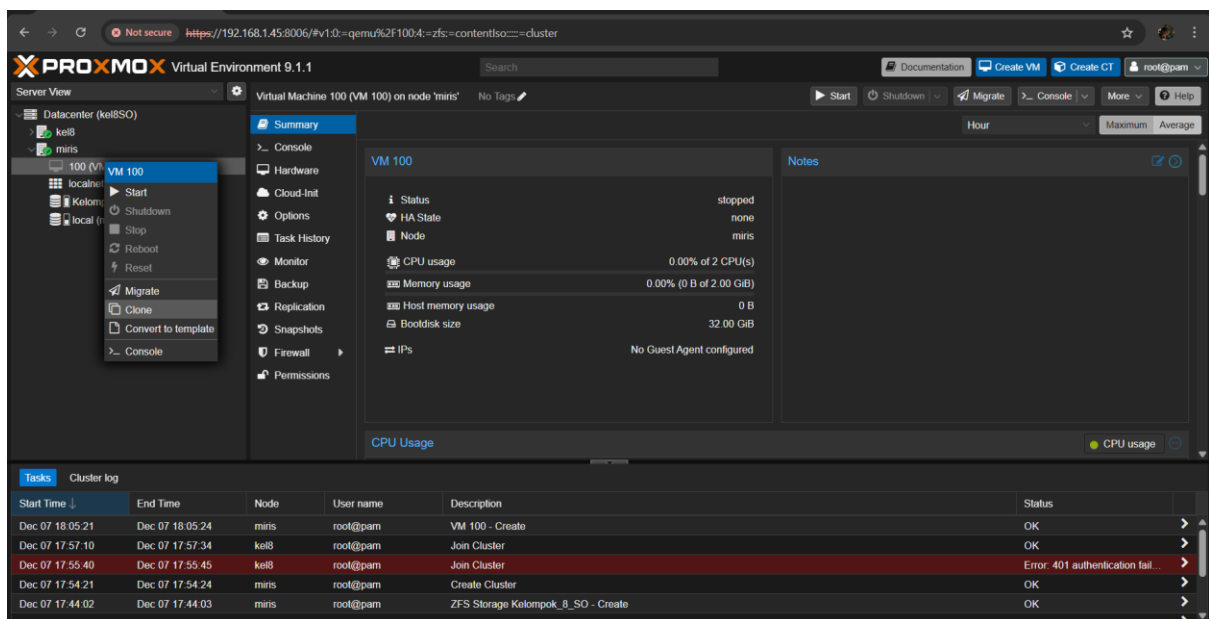 Not secure https://192.168.1.45:8006/#v1:0:=qemu%2F100:4:=zfs:=contentIso:::::=cluster
PROXMOX Virtual Environment 9.1.1 Search Documentation Create VM Create CT root@pam
Server View Virtual Machine 100 (VM 100) on node 'miris' No Tags Start Shutdown Migrate Console More Help
Datacenter (kel8SO)
kel8
miris
100 (VM
localne
Kelom
local (
VM 100
Start
Shutdown
Stop
Reboot
Reset
Migrate
Clone
Convert to template
Console
Summary
Console
Hardware
Cloud-Init
Options
Task History
Monitor
Backup
Replication
Snapshots
Firewall
Permissions
Hour Maximum Average
VM 100
Status stopped
HA State none
Node miris
CPU usage 0.00% of 2 CPU(s)
Memory usage 0.00% (0 B of 2.00 GiB)
Host memory usage 0 B
Bootdisk size 32.00 GiB
IPs No Guest Agent configured
Notes
CPU Usage CPU usage
Tasks Cluster log
Start Time End Time Node User name Description Status
Dec 07 18:05:21 Dec 07 18:05:24 miris root@pam VM 100 - Create OK
Dec 07 17:57:10 Dec 07 17:57:34 kel8 root@pam Join Cluster OK
Dec 07 17:55:40 Dec 07 17:55:45 kel8 root@pam Join Cluster Error: 401 authentication fail...
Dec 07 17:54:21 Dec 07 17:54:24 miris root@pam Create Cluster OK
Dec 07 17:44:02 Dec 07 17:44:03 miris root@pam ZFS Storage Kelompok_8_SO - Create OK